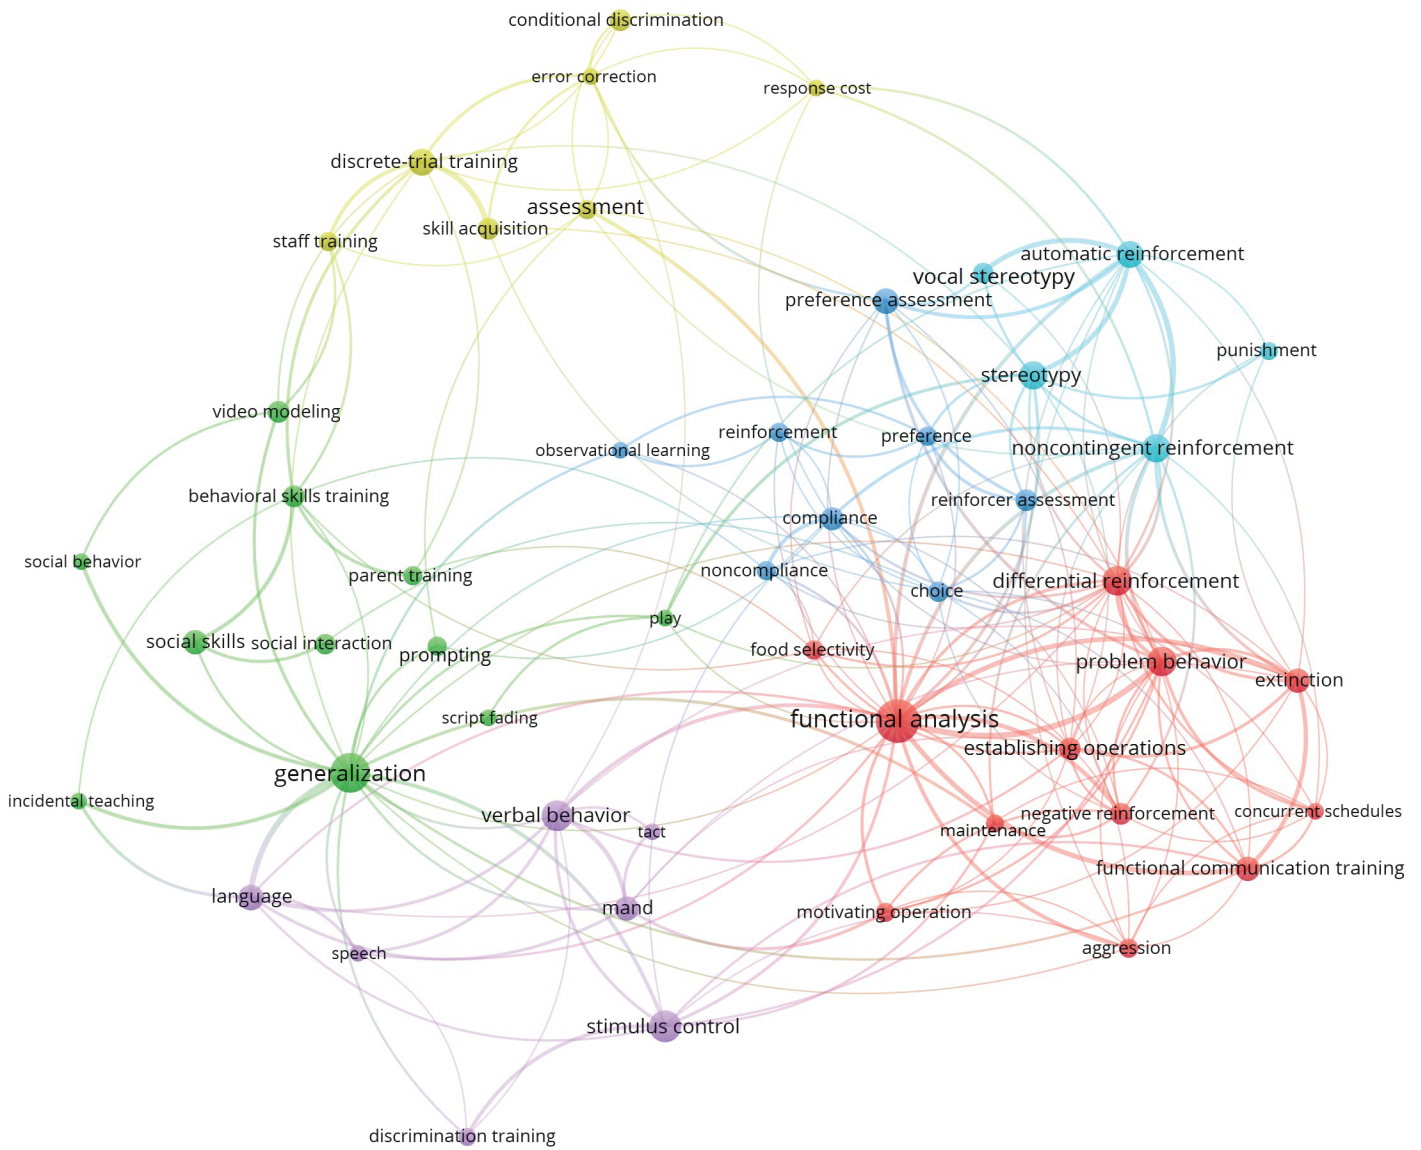 conditional discrimination
error correction
response cost
discrete-trial training
assessment
skill acquisition
staff training
automatic reinforcement
vocal stereotypy
preference assessment
punishment
stereotypy
video modeling
reinforcement
preference
observational learning
noncontingent reinforcement
behavioral skills training
reinforcer assessment
compliance
social behavior
parent training
noncompliance
differential reinforcement
choice
play
social skills
social interaction
prompting
food selectivity
problem behavior
extinction
script fading
functional analysis
establishing operations
generalization
incidental teaching
verbal behavior
tact
maintenance
negative reinforcement
concurrent schedules
functional communication training
language
mand
motivating operation
speech
aggression
stimulus control
discrimination training